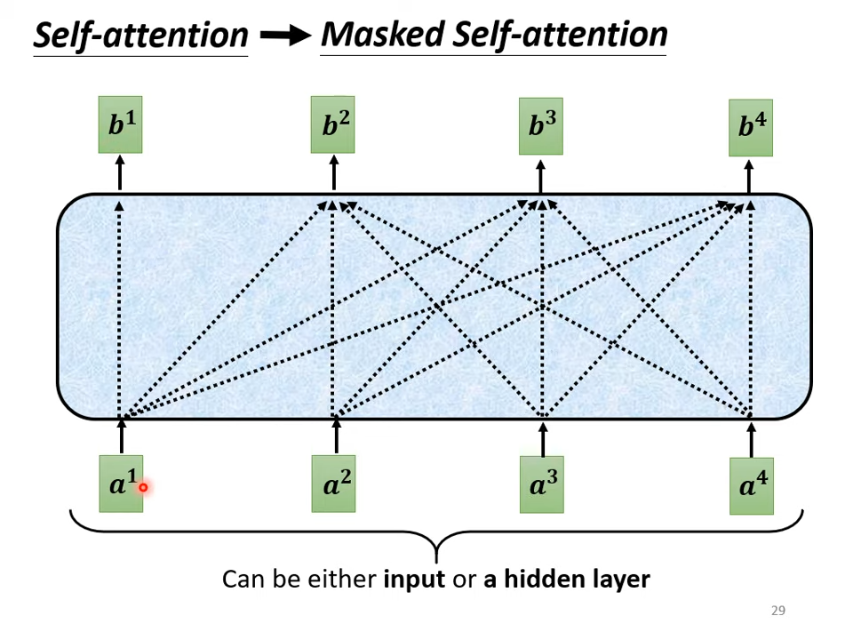 Self-attention → Masked Self-attention
b¹ b² b³ b⁴
a¹ a² a³ a⁴
Can be either input or a hidden layer
29